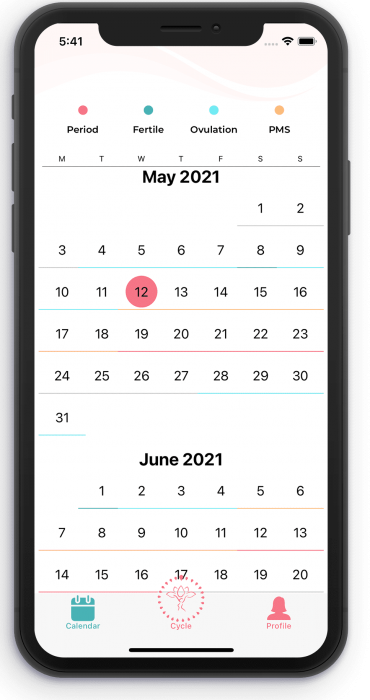 5:41
Period Fertile Ovulation PMS
M T W T F S S
May 2021
1 2
3 4 5 6 7 8 9
10 11 12 13 14 15 16
17 18 19 20 21 22 23
24 25 26 27 28 29 30
31
June 2021
1 2 3 4 5 6
7 8 9 10 11 12 13
14 15 16 17 18 19 20
Calendar Cycle Profile